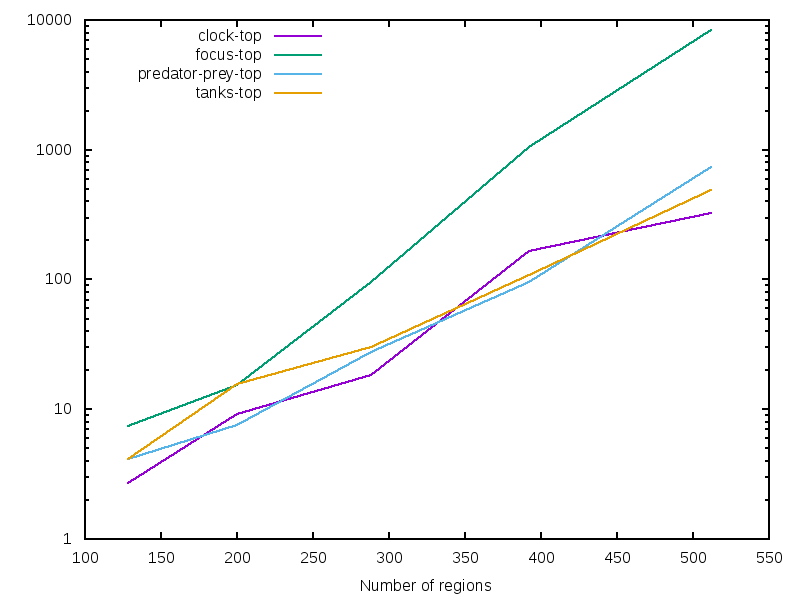 10000
1000
100
10
1
clock-top
focus-top
predator-prey-top
tanks-top
100 150 200 250 300 350 400 450 500 550
Number of regions